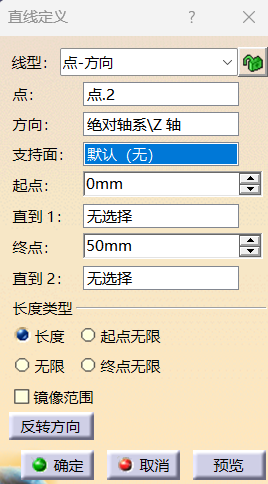 直线定义 ? ×
线型: 点-方向
点: 点.2
方向: 绝对轴系\Z 轴
支持面: 默认（无）
起点: 0mm
直到 1: 无选择
终点: 50mm
直到 2: 无选择
长度类型
长度 起点无限
无限 终点无限
镜像范围
反转方向
确定 取消 预览